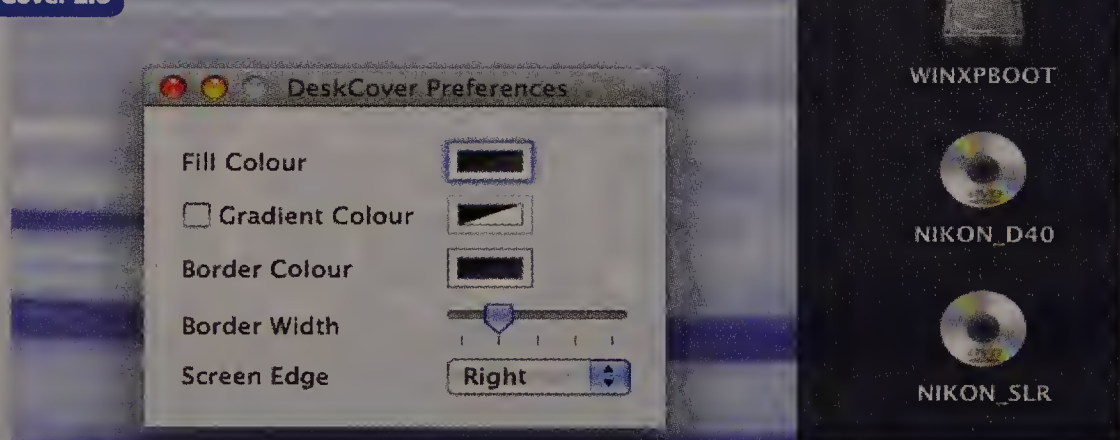 DeskCover Preferences
Fill Colour
Gradient Colour
Border Colour
Border Width
Screen Edge
Right
WINXPBOOT
NIKON_D40
NIKON_SLR